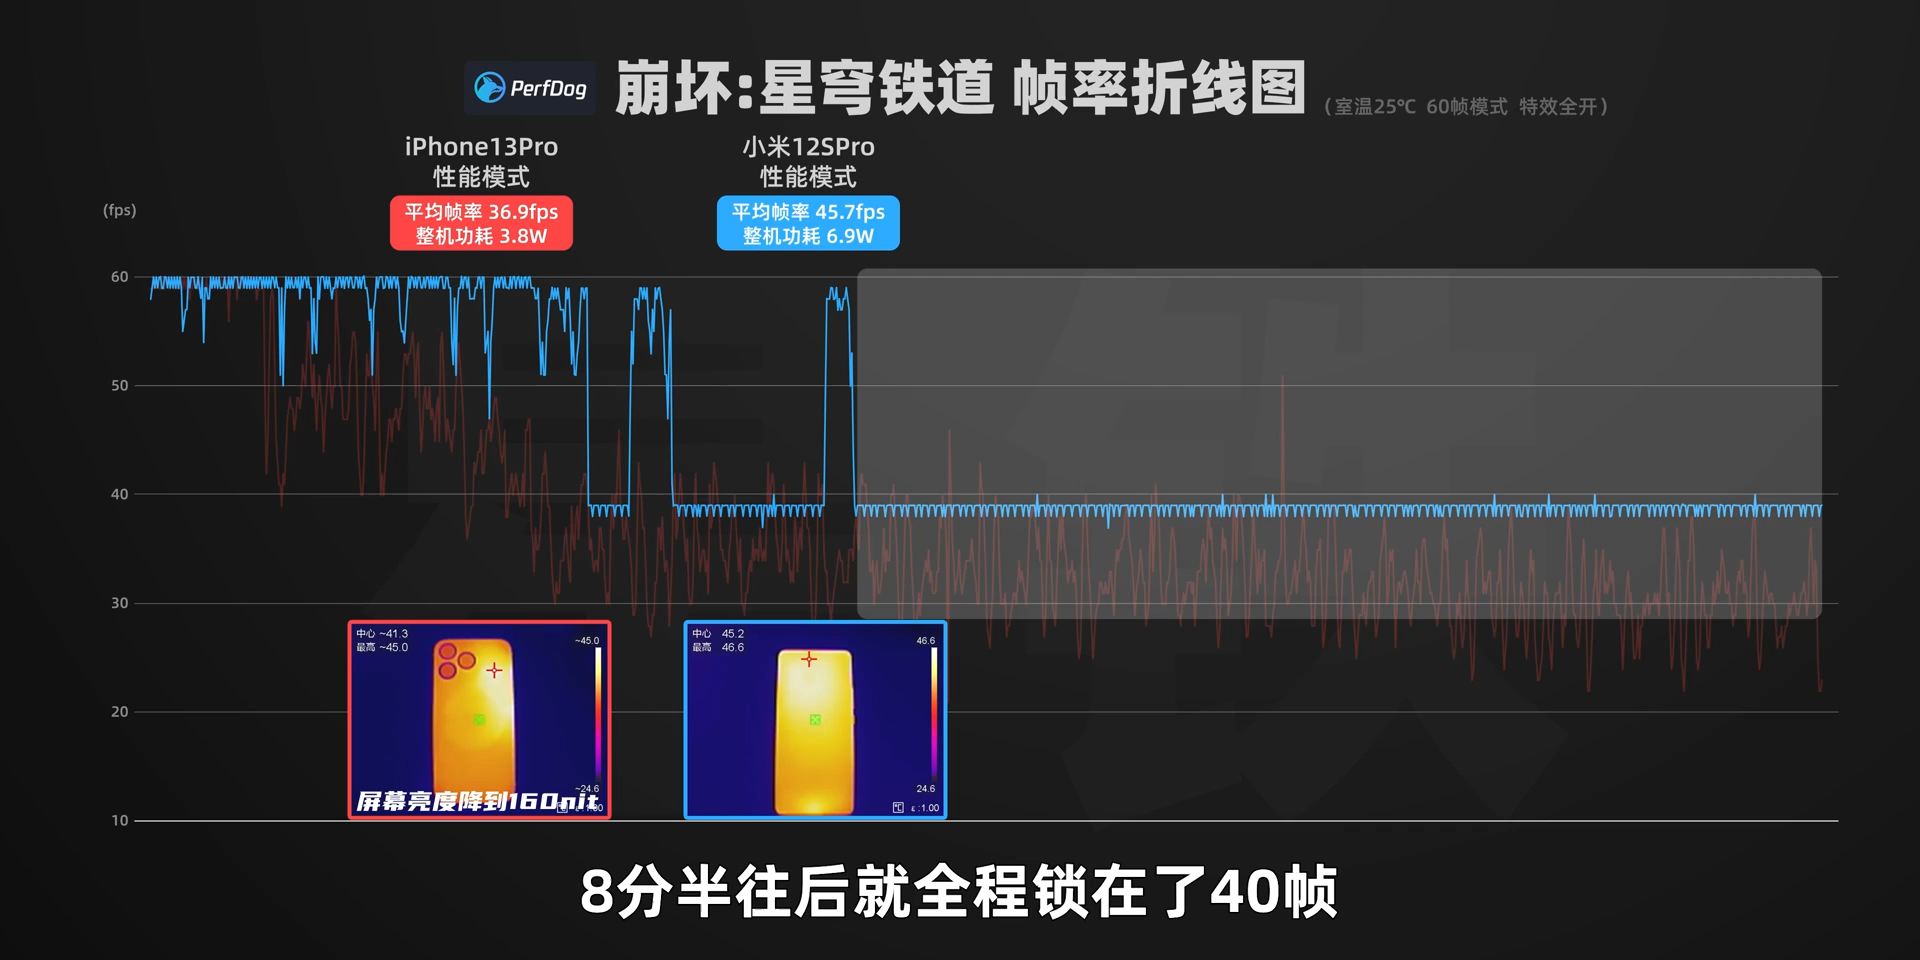 PerfDog
崩坏:星穹铁道 帧率折线图
(室温25℃ 60帧模式 特效全开)
iPhone13Pro
性能模式
平均帧率 36.9fps
整机功耗 3.8W
小米12SPro
性能模式
平均帧率 45.7fps
整机功耗 6.9W
(fps)
60
50
40
30
20
10
中心 ~41.3
最高 ~45.0
~45.0
~24.6
屏幕亮度降到160nit
中心 45.2
最高 46.6
46.6
24.6
℃ ε:1.00
8分半往后就全程锁在了40帧